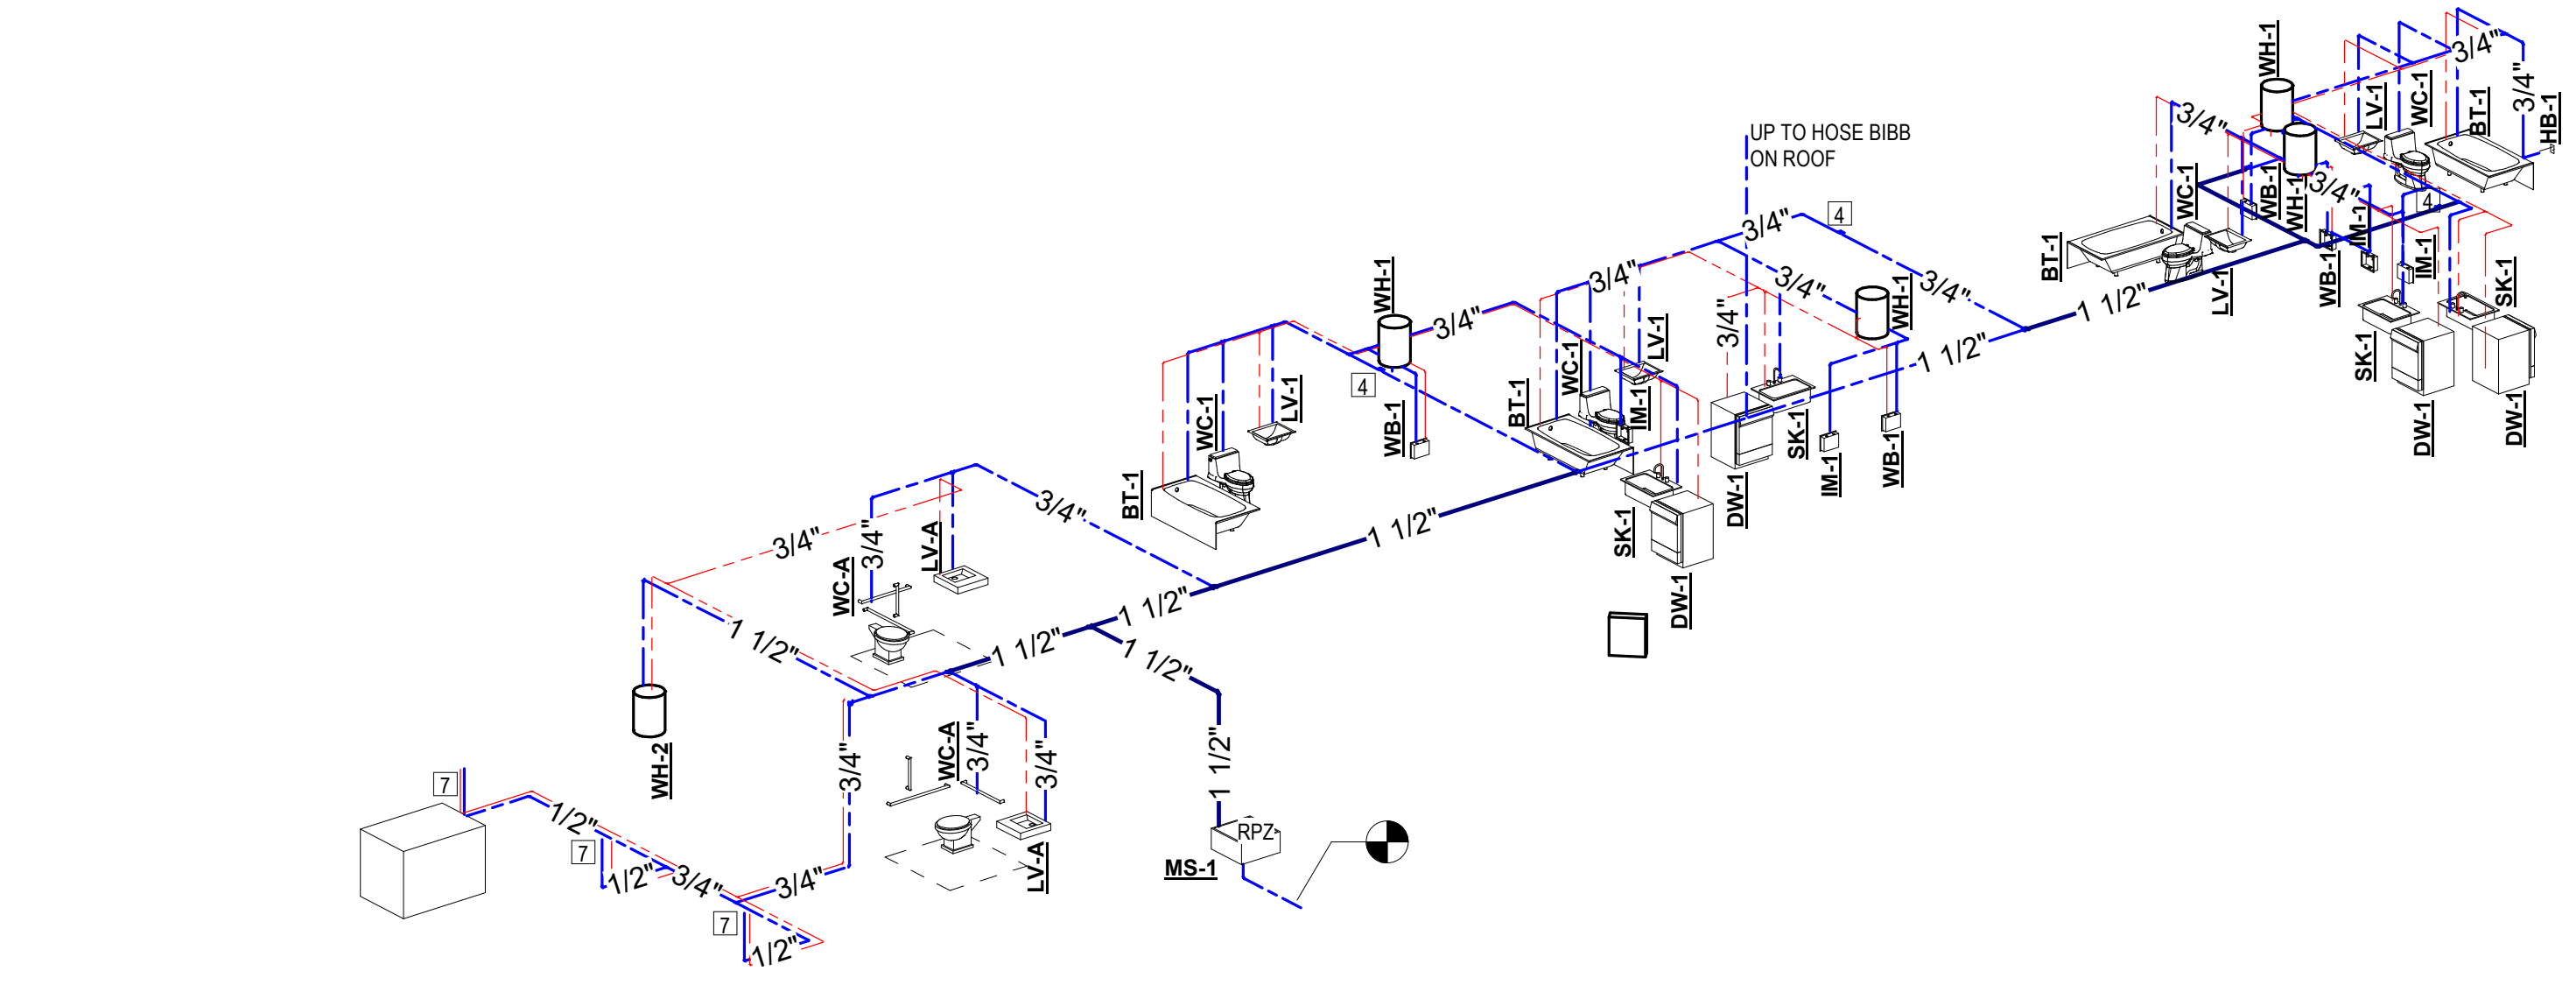 WH-1
3/4"
LV-1
WC-1
BT-1
3/4"
HB-1
3/4"
UP TO HOSE BIBB
ON ROOF
WC-1
WB-1
WH-1
3/4"
4
IM-1
IM-1
SK-1
BT-1
LV-1
WB-1
4
3/4"
3/4"
3/4"
3/4"
WH-1
1 1/2"
1 1/2"
SK-1
DW-1
DW-1
WH-1
3/4"
3/4"
LV-1
WC-1
BT-1
IM-1
4
WB-1
LV-1
WC-1
BT-1
SK-1
IM-1
WB-1
DW-1
SK-1
DW-1
1 1/2"
3/4"
3/4"
3/4"
LV-A
WC-A
1 1/2"
1 1/2"
1 1/2"
1 1/2"
1 1/2"
RPZ
MS-1
WH-2
3/4"
WC-A
3/4"
3/4"
LV-A
7
1/2"
7
1/2"
3/4"
3/4"
7
1/2"